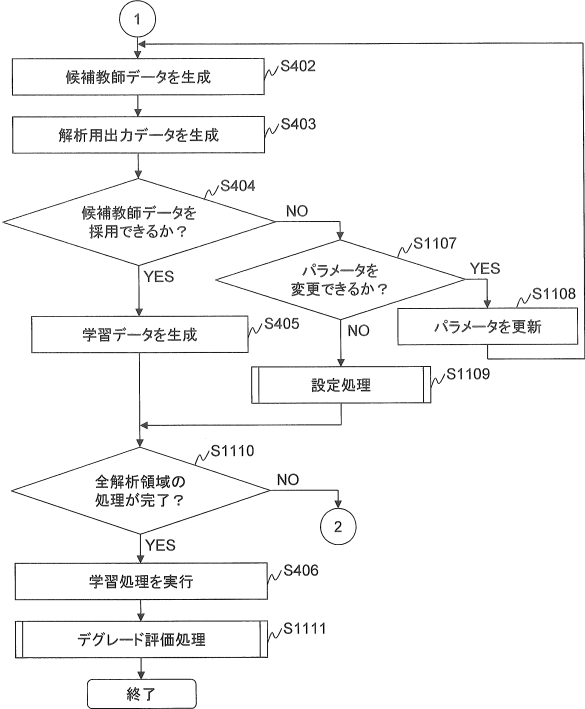 1
候補教師データを生成
S402
解析用出力データを生成
S403
候補教師データを
採用できるか？
S404
NO
YES
パラメータを
変更できるか？
S1107
YES
NO
パラメータを更新
S1108
学習データを生成
S405
設定処理
S1109
全解析領域の
処理が完了？
S1110
NO
2
YES
学習処理を実行
S406
デグレード評価処理
S1111
終了